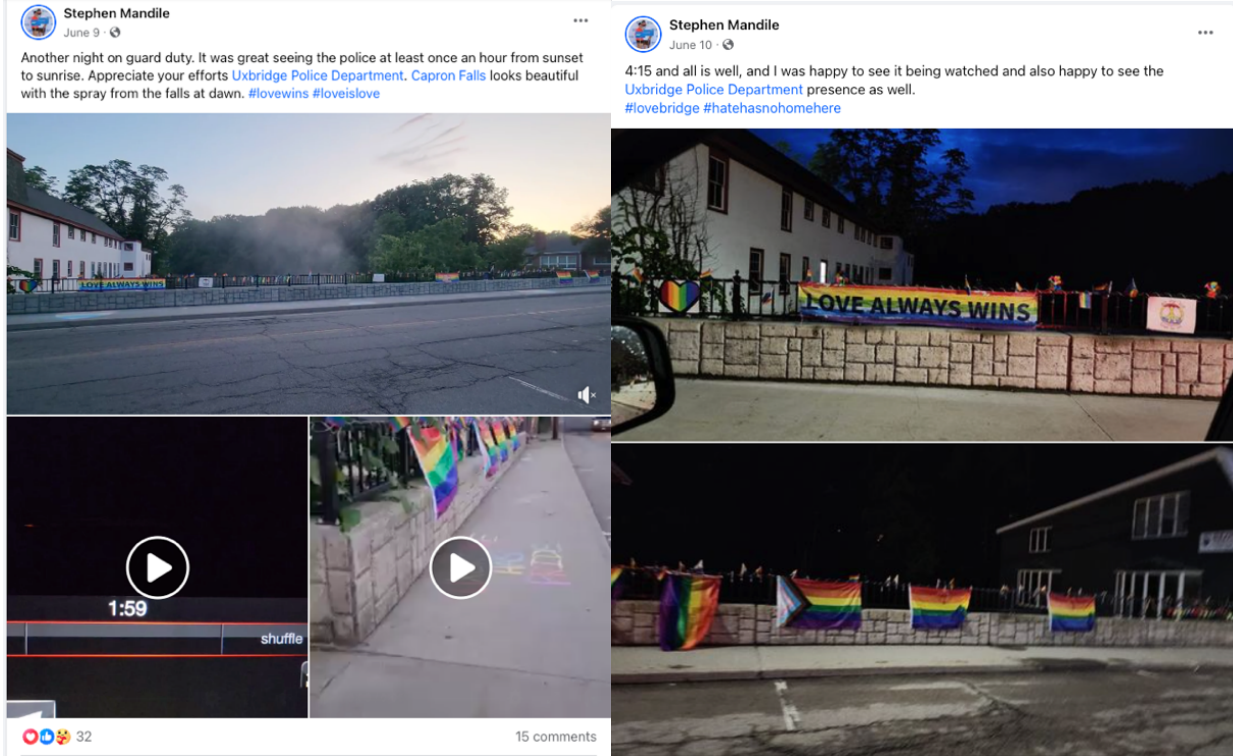 Stephen Mandile
June 9
Another night on guard duty. It was great seeing the police at least once an hour from sunset
to sunrise. Appreciate your efforts Uxbridge Police Department. Capron Falls looks beautiful
with the spray from the falls at dawn. #lovewins #loveislove
LOVE ALWAYS WINS
1:59
shuffle
32
15 comments
Stephen Mandile
June 10
4:15 and all is well, and I was happy to see it being watched and also happy to see the
Uxbridge Police Department presence as well.
#lovebridge #hatehasnohomehere
LOVE ALWAYS WINS